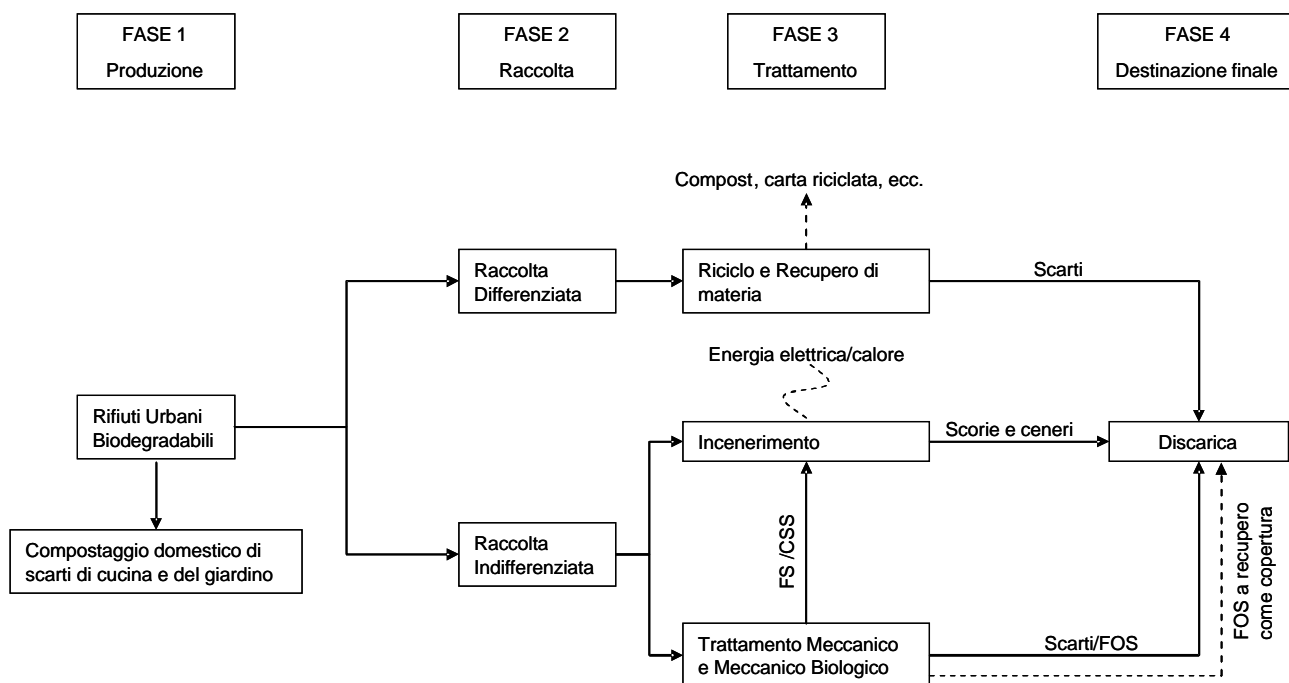 FASE 1
Produzione
FASE 2
Raccolta
FASE 3
Trattamento
FASE 4
Destinazione finale
Compost, carta riciclata, ecc.
Raccolta
Differenziata
Riciclo e Recupero di
materia
Scarti
Energia elettrica/calore
Rifiuti Urbani
Biodegradabili
Incenerimento
Scorie e ceneri
Discarica
Compostaggio domestico di
scarti di cucina e del giardino
Raccolta
Indifferenziata
FS /CSS
FOS a recupero
come copertura
Trattamento Meccanico
e Meccanico Biologico
Scarti/FOS